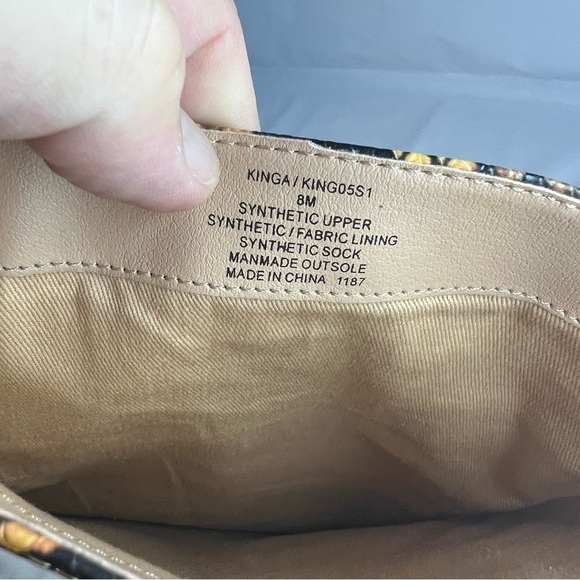 KINGA / KING05S1
8M
SYNTHETIC UPPER
SYNTHETIC / FABRIC LINING
SYNTHETIC SOCK
MANMADE OUTSOLE
MADE IN CHINA 1187